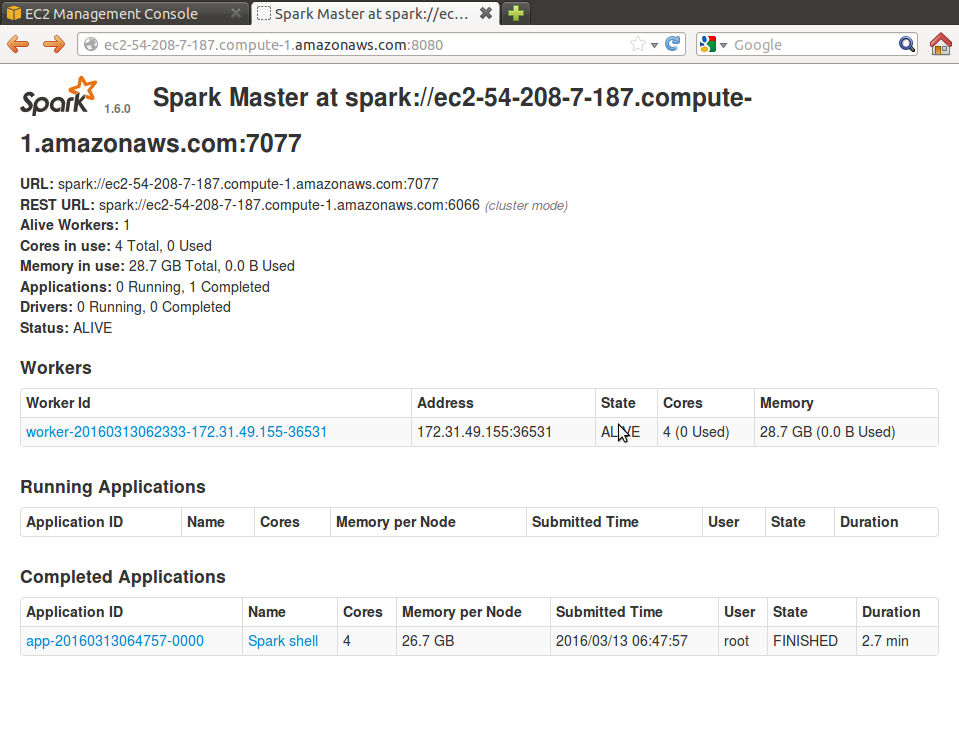 EC2 Management Console
Spark Master at spark://ec...
ec2-54-208-7-187.compute-1.amazonaws.com:8080
Google
Spark 1.6.0 Spark Master at spark://ec2-54-208-7-187.compute-
1.amazonaws.com:7077
URL: spark://ec2-54-208-7-187.compute-1.amazonaws.com:7077
REST URL: spark://ec2-54-208-7-187.compute-1.amazonaws.com:6066 (cluster mode)
Alive Workers: 1
Cores in use: 4 Total, 0 Used
Memory in use: 28.7 GB Total, 0.0 B Used
Applications: 0 Running, 1 Completed
Drivers: 0 Running, 0 Completed
Status: ALIVE
Workers
Worker Id Address State Cores Memory
worker-20160313062333-172.31.49.155-36531 172.31.49.155:36531 ALIVE 4 (0 Used) 28.7 GB (0.0 B Used)
Running Applications
Application ID Name Cores Memory per Node Submitted Time User State Duration
Completed Applications
Application ID Name Cores Memory per Node Submitted Time User State Duration
app-20160313064757-0000 Spark shell 4 26.7 GB 2016/03/13 06:47:57 root FINISHED 2.7 min